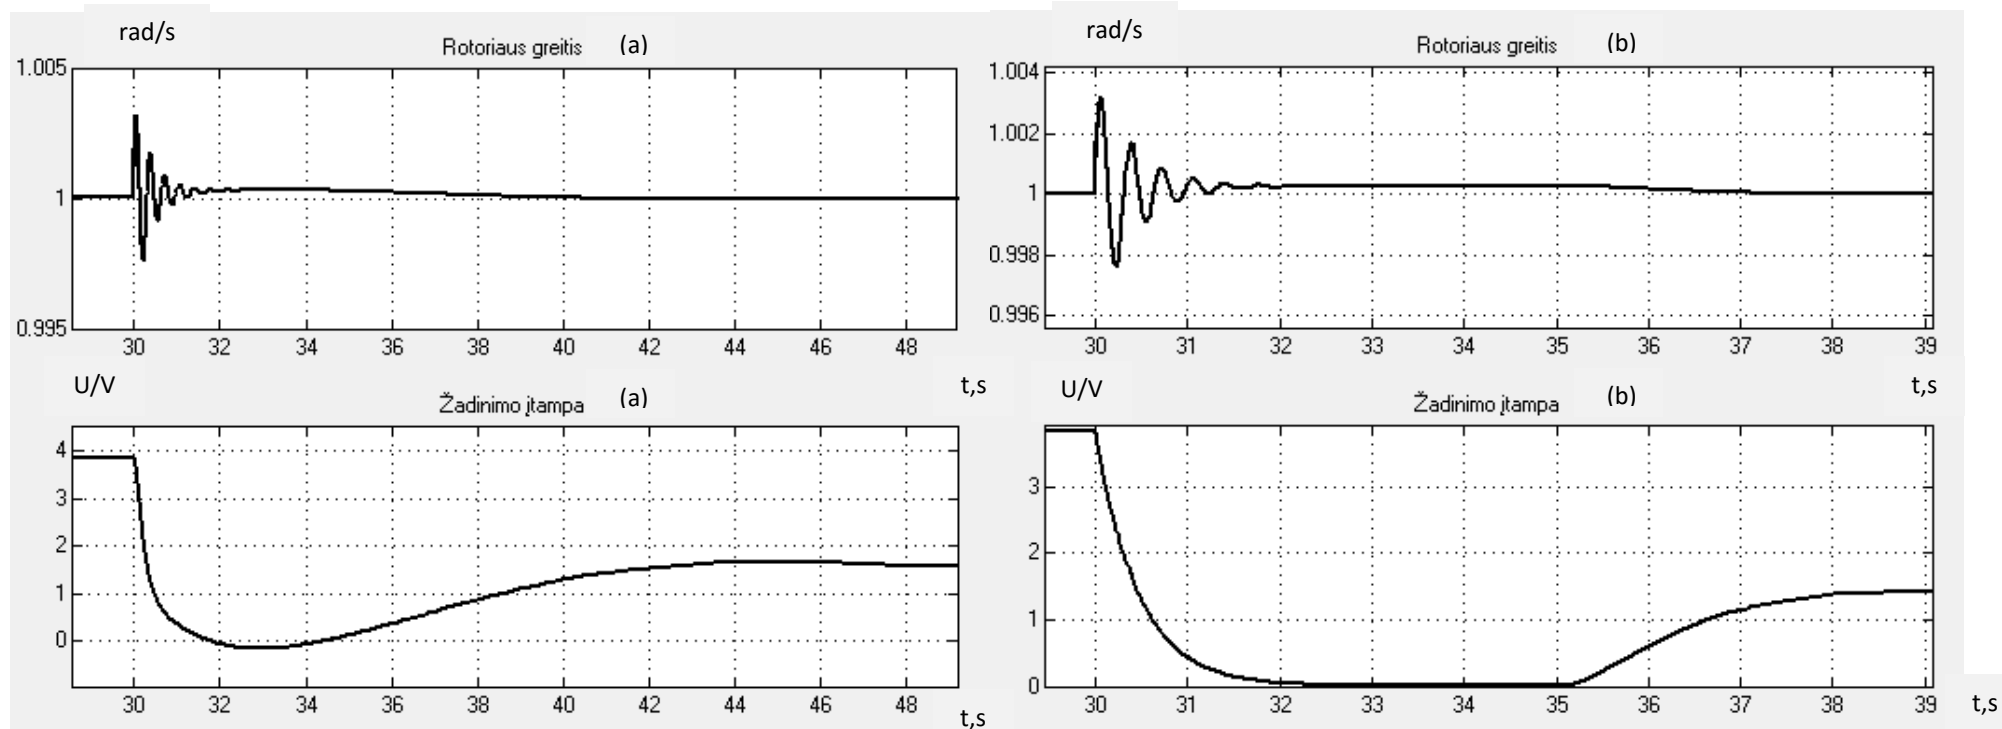 rad/s
Rotoriaus greitis (a)
1.005
1
0.995
30 32 34 36 38 40 42 44 46 48
t,s
rad/s
Rotoriaus greitis (b)
1.004
1.002
1
0.998
0.996
30 31 32 33 34 35 36 37 38 39
t,s
U/V
Žadinimo įtampa (a)
4
3
2
1
0
30 32 34 36 38 40 42 44 46 48
t,s
U/V
Žadinimo įtampa (b)
3
2
1
0
30 31 32 33 34 35 36 37 38 39
t,s